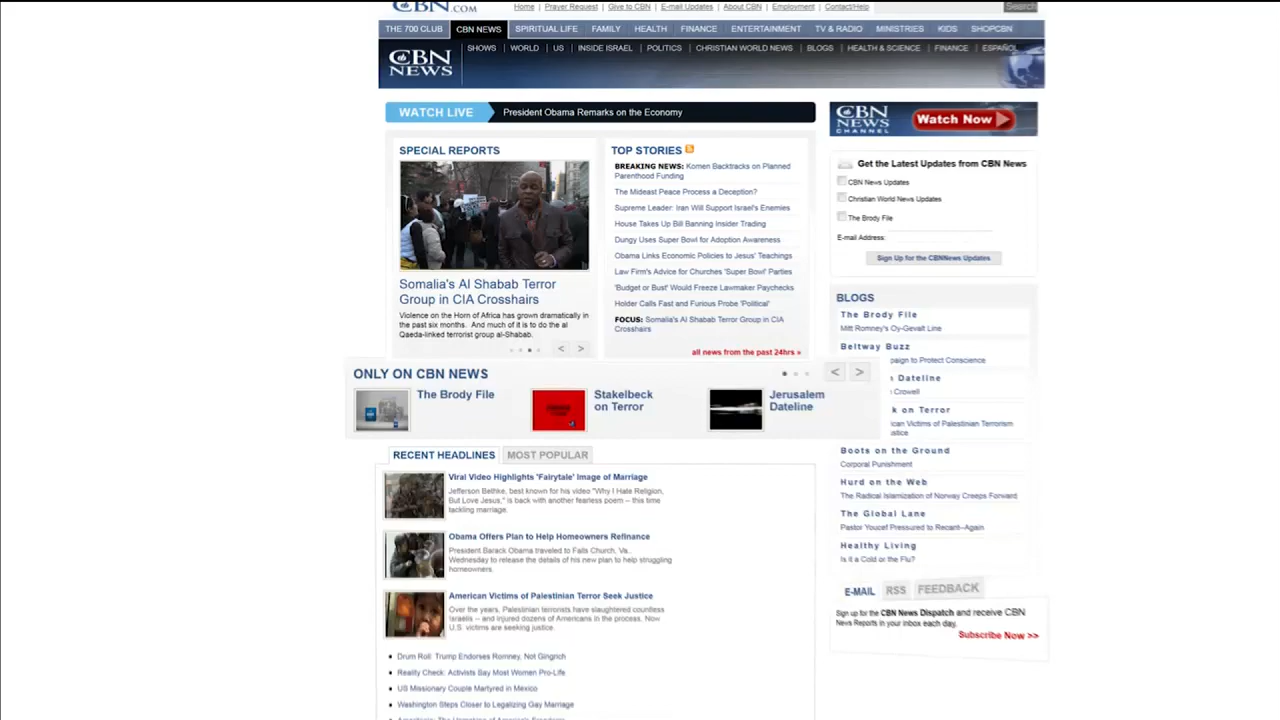 CBN.COM
Home | Prayer Request | Give to CBN | E-mail Updates | About CBN | Employment | Contact/Help
Search
THE 700 CLUB
CBN NEWS
SPIRITUAL LIFE
FAMILY
HEALTH
FINANCE
ENTERTAINMENT
TV & RADIO
MINISTRIES
KIDS
SHOPCBN
CBN
NEWS
SHOWS | WORLD | US | INSIDE ISRAEL | POLITICS | CHRISTIAN WORLD NEWS | BLOGS | HEALTH & SCIENCE | FINANCE | ESPAÑOL
WATCH LIVE
President Obama Remarks on the Economy
CBN
NEWS
CHANNEL
Watch Now
SPECIAL REPORTS
Somalia's Al Shabab Terror
Group in CIA Crosshairs
Violence on the Horn of Africa has grown dramatically in
the past six months. And much of it is to do the al
Qaeda-linked terrorist group al-Shabab.
< >
TOP STORIES
BREAKING NEWS: Komen Backtracks on Planned
Parenthood Funding
The Mideast Peace Process a Deception?
Supreme Leader: Iran Will Support Israel's Enemies
House Takes Up Bill Banning Insider Trading
Dungy Uses Super Bowl for Adoption Awareness
Obama Links Economic Policies to Jesus' Teachings
Law Firm's Advice for Churches 'Super Bowl' Parties
'Budget or Bust' Would Freeze Lawmaker Paychecks
Holder Calls Fast and Furious Probe 'Political'
FOCUS: Somalia's Al Shabab Terror Group in CIA
Crosshairs
all news from the past 24hrs »
Get the Latest Updates from CBN News
CBN News Updates
Christian World News Updates
The Brody File
E-mail Address:
Sign Up for the CBNNews Updates
ONLY ON CBN NEWS
< >
The Brody File
Stakelbeck
on Terror
Jerusalem
Dateline
BLOGS
The Brody File
Mitt Romney's Oy-Gevalt Line
Beltway Buzz
paign to Protect Conscience
Dateline
Crowell
k on Terror
ican Victims of Palestinian Terrorism
ustice
Boots on the Ground
Corporal Punishment
Hurd on the Web
The Radical Islamization of Norway Creeps Forward
The Global Lane
Pastor Youcef Pressured to Recant--Again
Healthy Living
Is it a Cold or the Flu?
RECENT HEADLINES
MOST POPULAR
Viral Video Highlights 'Fairytale' Image of Marriage
Jefferson Bethke, best known for his video "Why I Hate Religion,
But Love Jesus," is back with another fearless poem -- this time
tackling marriage.
Obama Offers Plan to Help Homeowners Refinance
President Barack Obama traveled to Falls Church, Va.,
Wednesday to release the details of his new plan to help struggling
homeowners.
American Victims of Palestinian Terror Seek Justice
Over the years, Palestinian terrorists have slaughtered countless
Israelis -- and injured dozens of Americans in the process. Now
U.S. victims are seeking justice.
• Drum Roll: Trump Endorses Romney, Not Gingrich
• Reality Check: Activists Say Most Women Pro-Life
• US Missionary Couple Martyred in Mexico
• Washington Steps Closer to Legalizing Gay Marriage
E-MAIL
RSS
FEEDBACK
Sign up for the CBN News Dispatch and receive CBN
News Reports in your inbox each day.
Subscribe Now >>